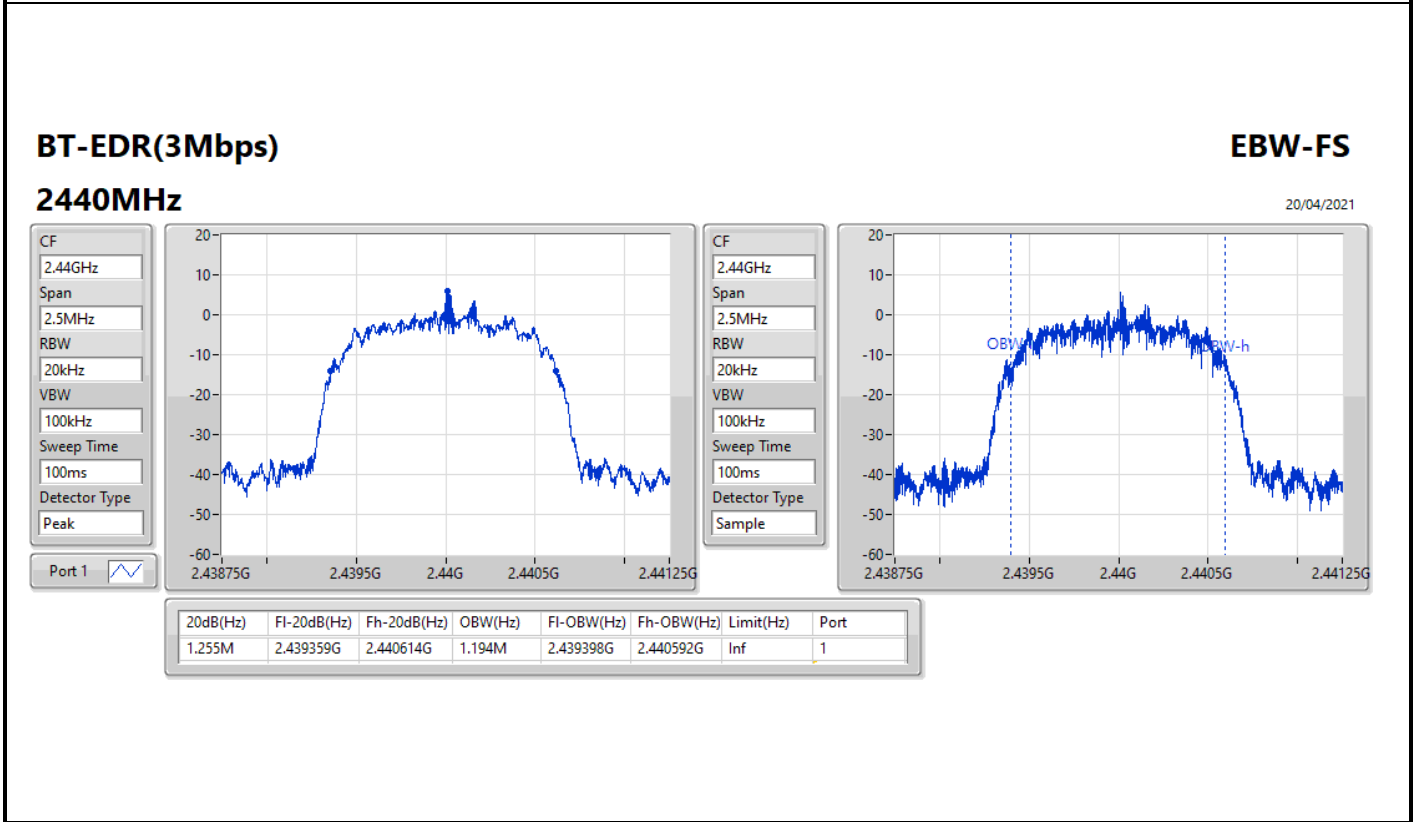 BT-EDR(3Mbps)
EBW-FS
2440MHz
20/04/2021
CF
2.44GHz
Span
2.5MHz
RBW
20kHz
VBW
100kHz
Sweep Time
100ms
Detector Type
Peak
Port 1
20
10
0
-10
-20
-30
-40
-50
-60
2.43875G 2.4395G 2.44G 2.4405G 2.44125G
CF
2.44GHz
Span
2.5MHz
RBW
20kHz
VBW
100kHz
Sweep Time
100ms
Detector Type
Sample
20
10
0
-10
-20
-30
-40
-50
-60
2.43875G 2.4395G 2.44G 2.4405G 2.44125G
20dB(Hz) Fl-20dB(Hz) Fh-20dB(Hz) OBW(Hz) Fl-OBW(Hz) Fh-OBW(Hz) Limit(Hz) Port
1.255M 2.439359G 2.440614G 1.194M 2.439398G 2.440592G Inf 1